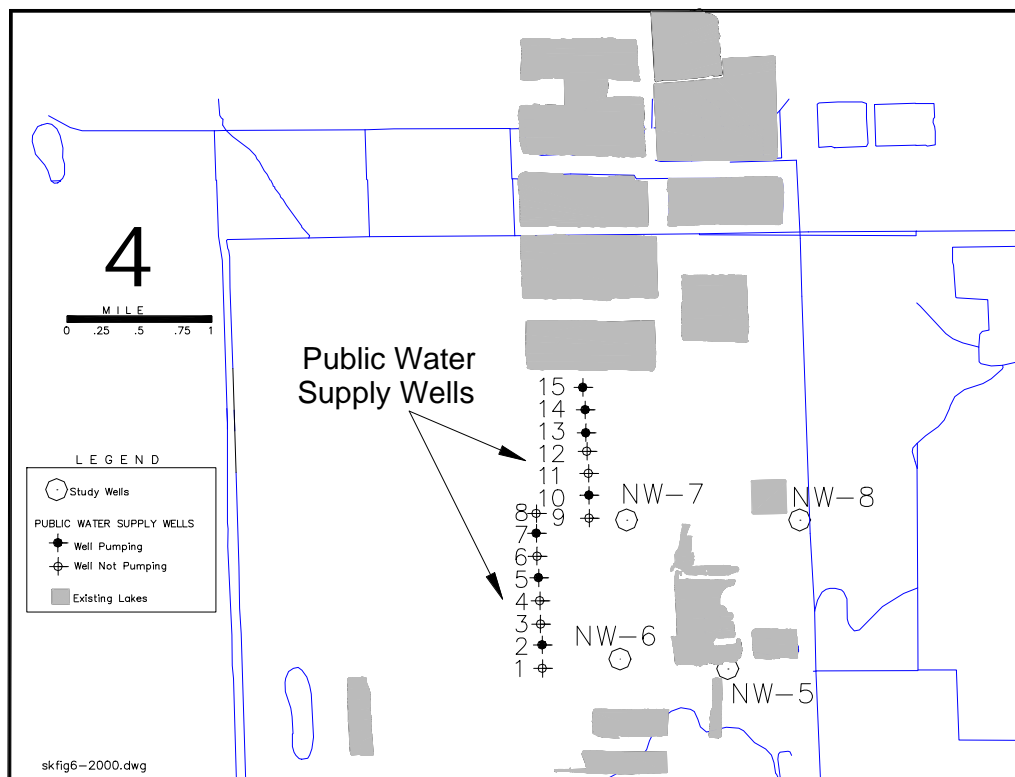 4
MILE
0 .25 .5 .75 1
Public Water
Supply Wells
15
14
13
12
11
10
9
8
7
6
5
4
3
2
1
NW-7
NW-8
NW-6
NW-5
LEGEND
Study Wells
PUBLIC WATER SUPPLY WELLS
Well Pumping
Well Not Pumping
Existing Lakes
skfig6-2000.dwg